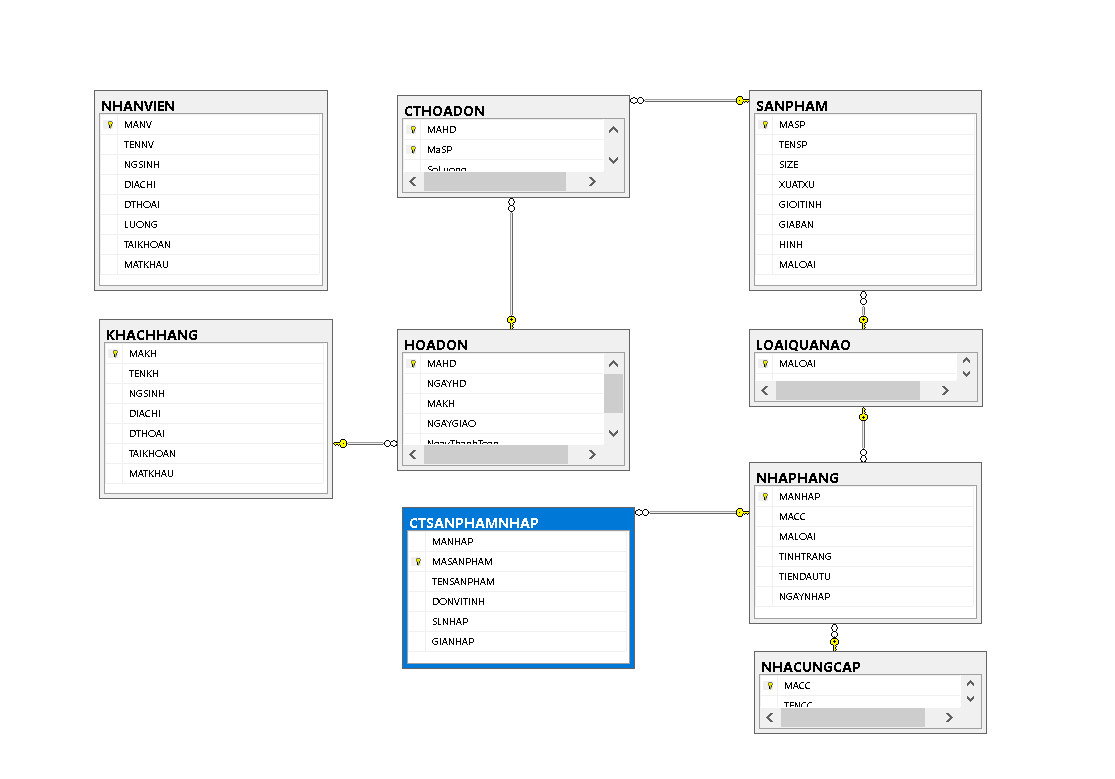 NHANVIEN
MANV
TENNV
NGSINH
DIACHI
DTHOAI
LUONG
TAIKHOAN
MATKHAU
CTHOADON
MAHD
MaSP
SoLuong
SANPHAM
MASP
TENSP
SIZE
XUATXU
GIOITINH
GIABAN
HINH
MALOAI
KHACHHANG
MAKH
TENKH
NGSINH
DIACHI
DTHOAI
TAIKHOAN
MATKHAU
HOADON
MAHD
NGAYHD
MAKH
NGAYGIAO
LOAIQUANAO
MALOAI
CTSANPHAMNHAP
MANHAP
MASANPHAM
TENSANPHAM
DONVITINH
SLNHAP
GIANHAP
NHAPHANG
MANHAP
MACC
MALOAI
TINHTRANG
TIENDAUTU
NGAYNHAP
NHACUNGCAP
MACC
TENCC